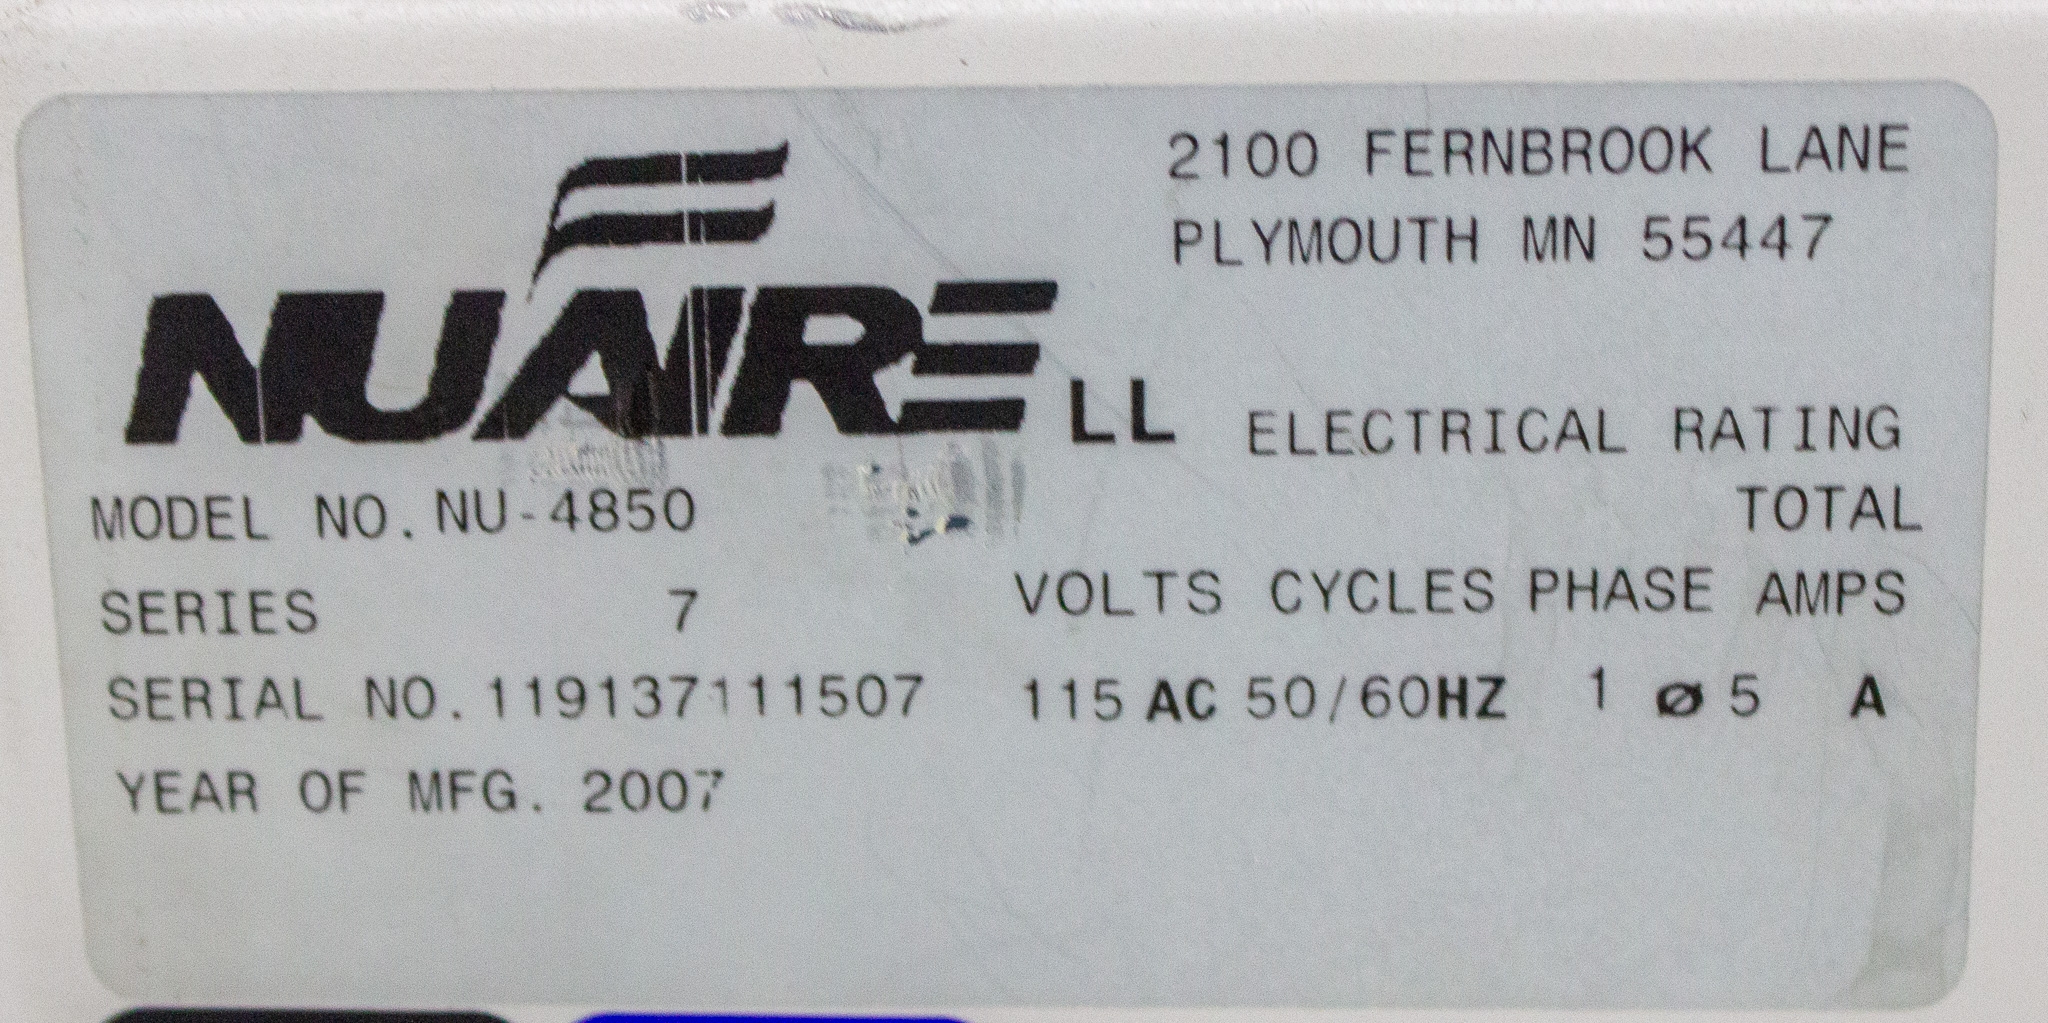 2100 FERNBROOK LANE
PLYMOUTH MN 55447
NUAIRE LL
ELECTRICAL RATING
MODEL NO. NU-4850
TOTAL
SERIES 7
VOLTS CYCLES PHASE AMPS
SERIAL NO. 119137111507
115 AC 50/60HZ 1 ø 5 A
YEAR OF MFG. 2007